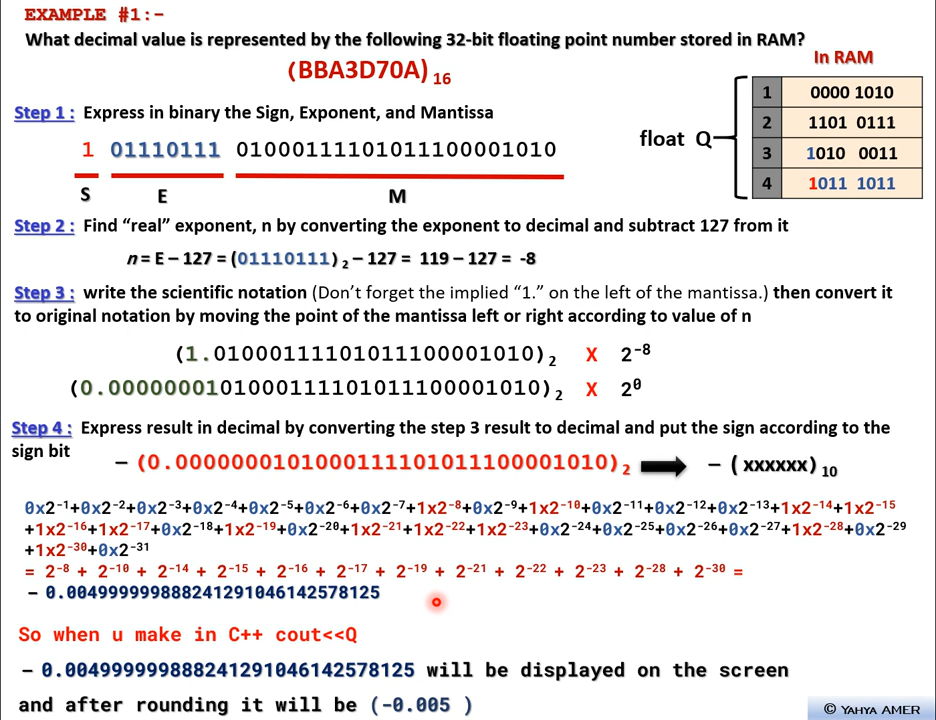 EXAMPLE #1:-
What decimal value is represented by the following 32-bit floating point number stored in RAM?
(BBA3D70A)₁₆
In RAM
1 0000 1010
2 1101 0111
3 1010 0011
4 1011 1011
float Q
Step 1 : Express in binary the Sign, Exponent, and Mantissa
1 01110111 01000111101011100001010
S E M
Step 2 : Find “real” exponent, n by converting the exponent to decimal and subtract 127 from it
n = E – 127 = (01110111)₂ – 127 = 119 – 127 = -8
Step 3 : write the scientific notation (Don’t forget the implied “1.” on the left of the mantissa.) then convert it
to original notation by moving the point of the mantissa left or right according to value of n
(1.01000111101011100001010)₂ X 2⁻⁸
(0.0000000101000111101011100001010)₂ X 2⁰
Step 4 : Express result in decimal by converting the step 3 result to decimal and put the sign according to the
sign bit
– (0.0000000101000111101011100001010)₂ – (xxxxxx)₁₀
0x2⁻¹+0x2⁻²+0x2⁻³+0x2⁻⁴+0x2⁻⁵+0x2⁻⁶+0x2⁻⁷+1x2⁻⁸+0x2⁻⁹+1x2⁻¹⁰+0x2⁻¹¹+0x2⁻¹²+0x2⁻¹³+1x2⁻¹⁴+1x2⁻¹⁵
+1x2⁻¹⁶+1x2⁻¹⁷+0x2⁻¹⁸+1x2⁻¹⁹+0x2⁻²⁰+1x2⁻²¹+1x2⁻²²+1x2⁻²³+0x2⁻²⁴+0x2⁻²⁵+0x2⁻²⁶+0x2⁻²⁷+1x2⁻²⁸+0x2⁻²⁹
+1x2⁻³⁰+0x2⁻³¹
= 2⁻⁸ + 2⁻¹⁰ + 2⁻¹⁴ + 2⁻¹⁵ + 2⁻¹⁶ + 2⁻¹⁷ + 2⁻¹⁹ + 2⁻²¹ + 2⁻²² + 2⁻²³ + 2⁻²⁸ + 2⁻³⁰ =
– 0.004999999888241291046142578125
So when u make in C++ cout<<Q
– 0.004999999888241291046142578125 will be displayed on the screen
and after rounding it will be (-0.005 )
© YAHYA AMER